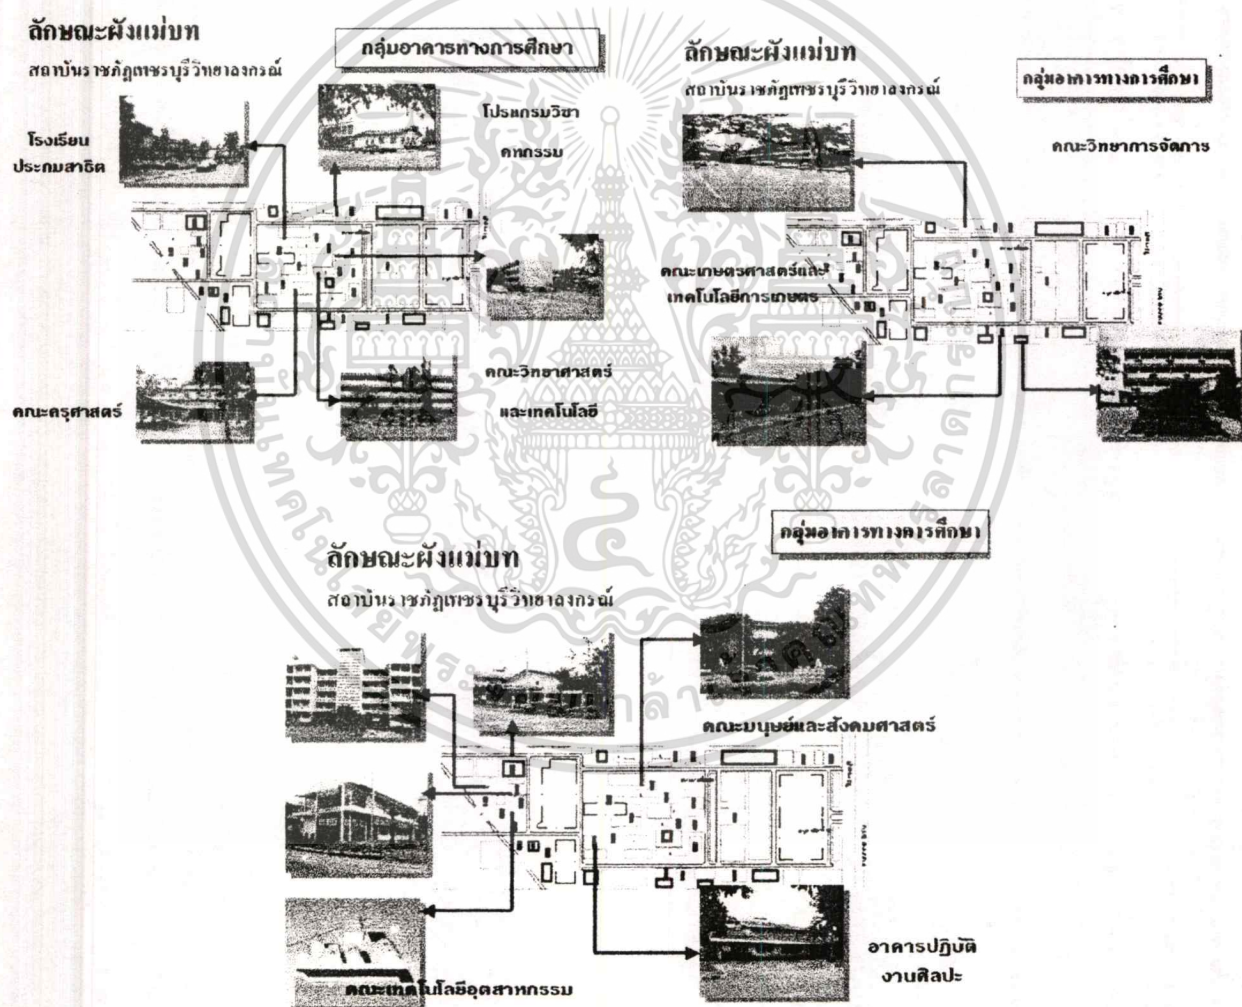 ลักษณะผังแม่บท
สถาบันราชภัฏเพชรบุรีวิทยาลงกรณ์
กลุ่มอาคารทางการศึกษา
โรงเรียน
ประถมสาธิต
โปรแกรมวิชา
คหกรรม
คณะครุศาสตร์
คณะวิทยาศาสตร์
และเทคโนโลยี
ลักษณะผังแม่บท
สถาบันราชภัฏเพชรบุรีวิทยาลงกรณ์
กลุ่มอาคารทางการศึกษา
คณะวิทยาการจัดการ
คณะเกษตรศาสตร์และ
เทคโนโลยีการเกษตร
ลักษณะผังแม่บท
สถาบันราชภัฏเพชรบุรีวิทยาลงกรณ์
กลุ่มอาคารทางการศึกษา
คณะมนุษย์และสังคมศาสตร์
อาคารปฏิบัติ
งานศิลปะ
คณะเทคโนโลยีอุตสาหกรรม